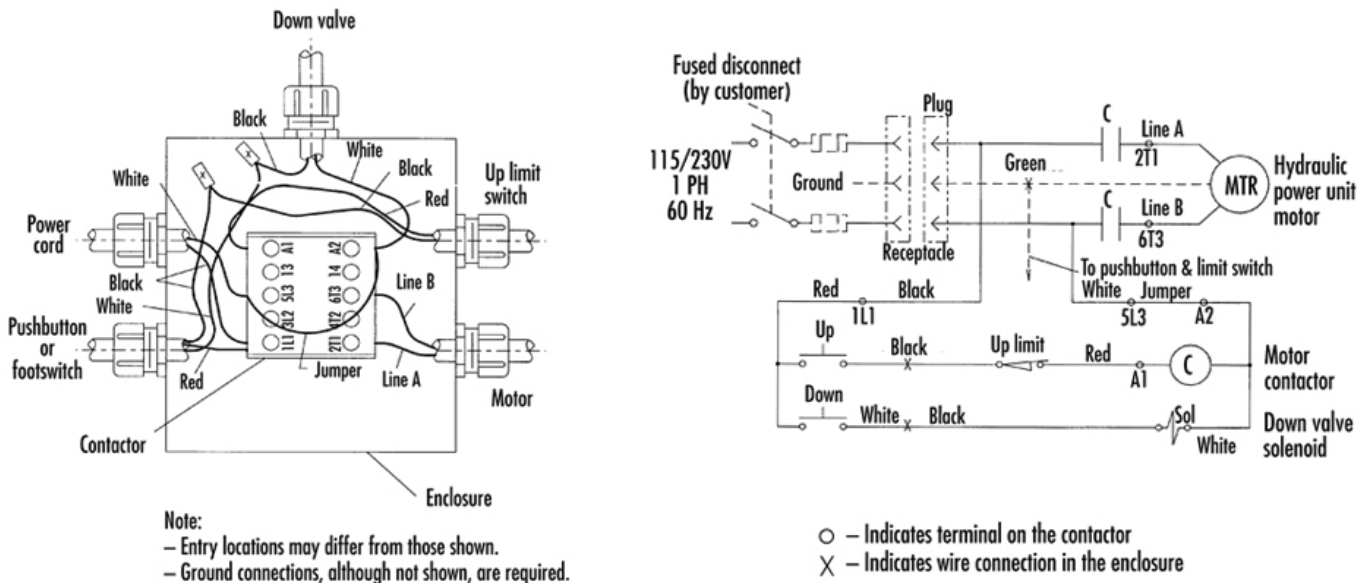 Down valve
Black
White
Black
White
Red
Up limit
switch
Power
cord
A1
A2
13
14
5L3
6T3
3L2
4T2
1L1
2T1
Line B
Black
White
Pushbutton
or
footswitch
Red
Jumper
Line A
Motor
Contactor
Enclosure
Note:
– Entry locations may differ from those shown.
– Ground connections, although not shown, are required.
Fused disconnect
(by customer)
Plug
C
Line A
2T1
115/230V
1 PH
60 Hz
Ground
Green
MTR
Hydraulic
power unit
motor
C
Line B
6T3
Receptacle
To pushbutton & limit switch
Red
Black
White
Jumper
1L1
5L3
A2
Up
Black
Up limit
Red
A1
C
Motor
contactor
Down
White
Black
Sol
White
Down valve
solenoid
O – Indicates terminal on the contactor
X – Indicates wire connection in the enclosure